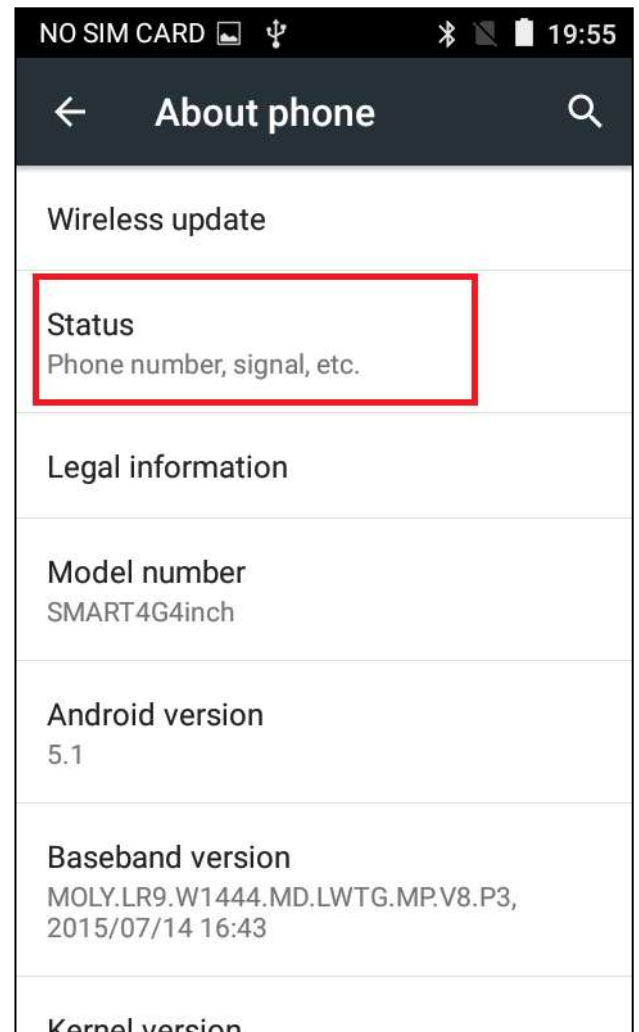 NO SIM CARD 19:55
About phone
Wireless update
Status
Phone number, signal, etc.
Legal information
Model number
SMART4G4inch
Android version
5.1
Baseband version
MOLY.LR9.W1444.MD.LWTG.MP.V8.P3,
2015/07/14 16:43
Kernel version